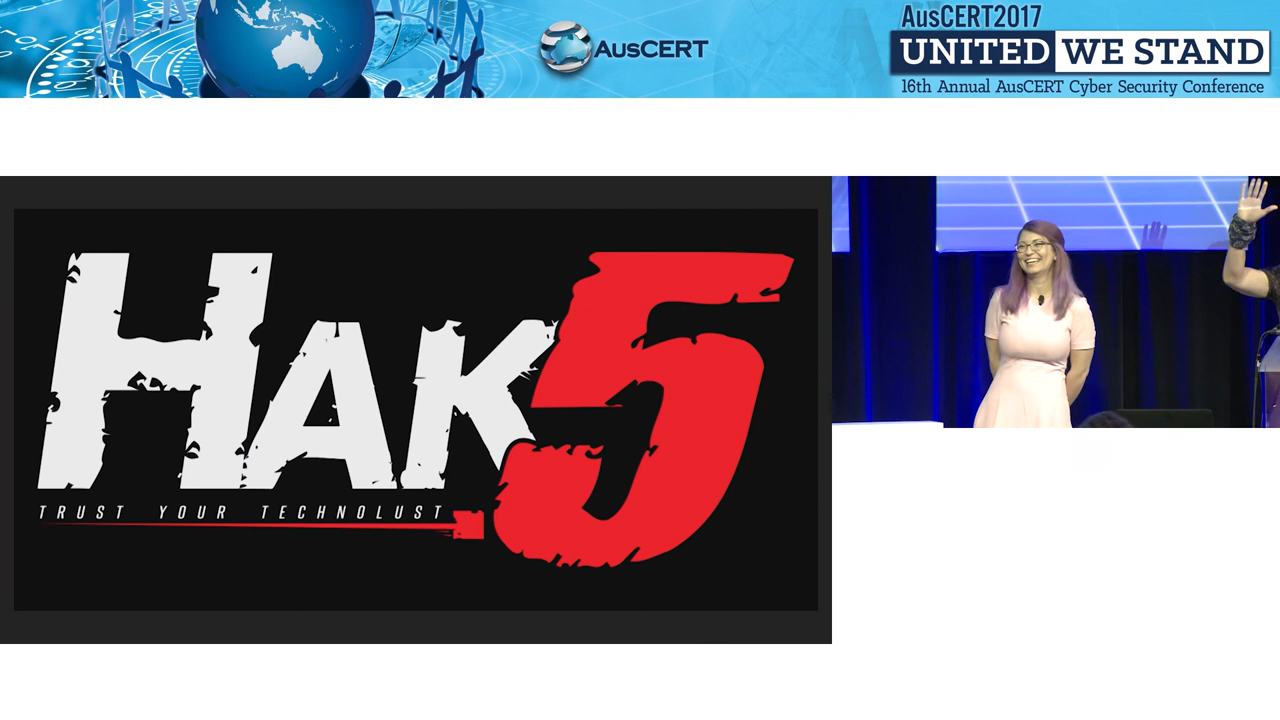 AusCERT
AusCERT2017
UNITED WE STAND
16th Annual AusCERT Cyber Security Conference
HAK5
TRUST YOUR TECHNOLUST